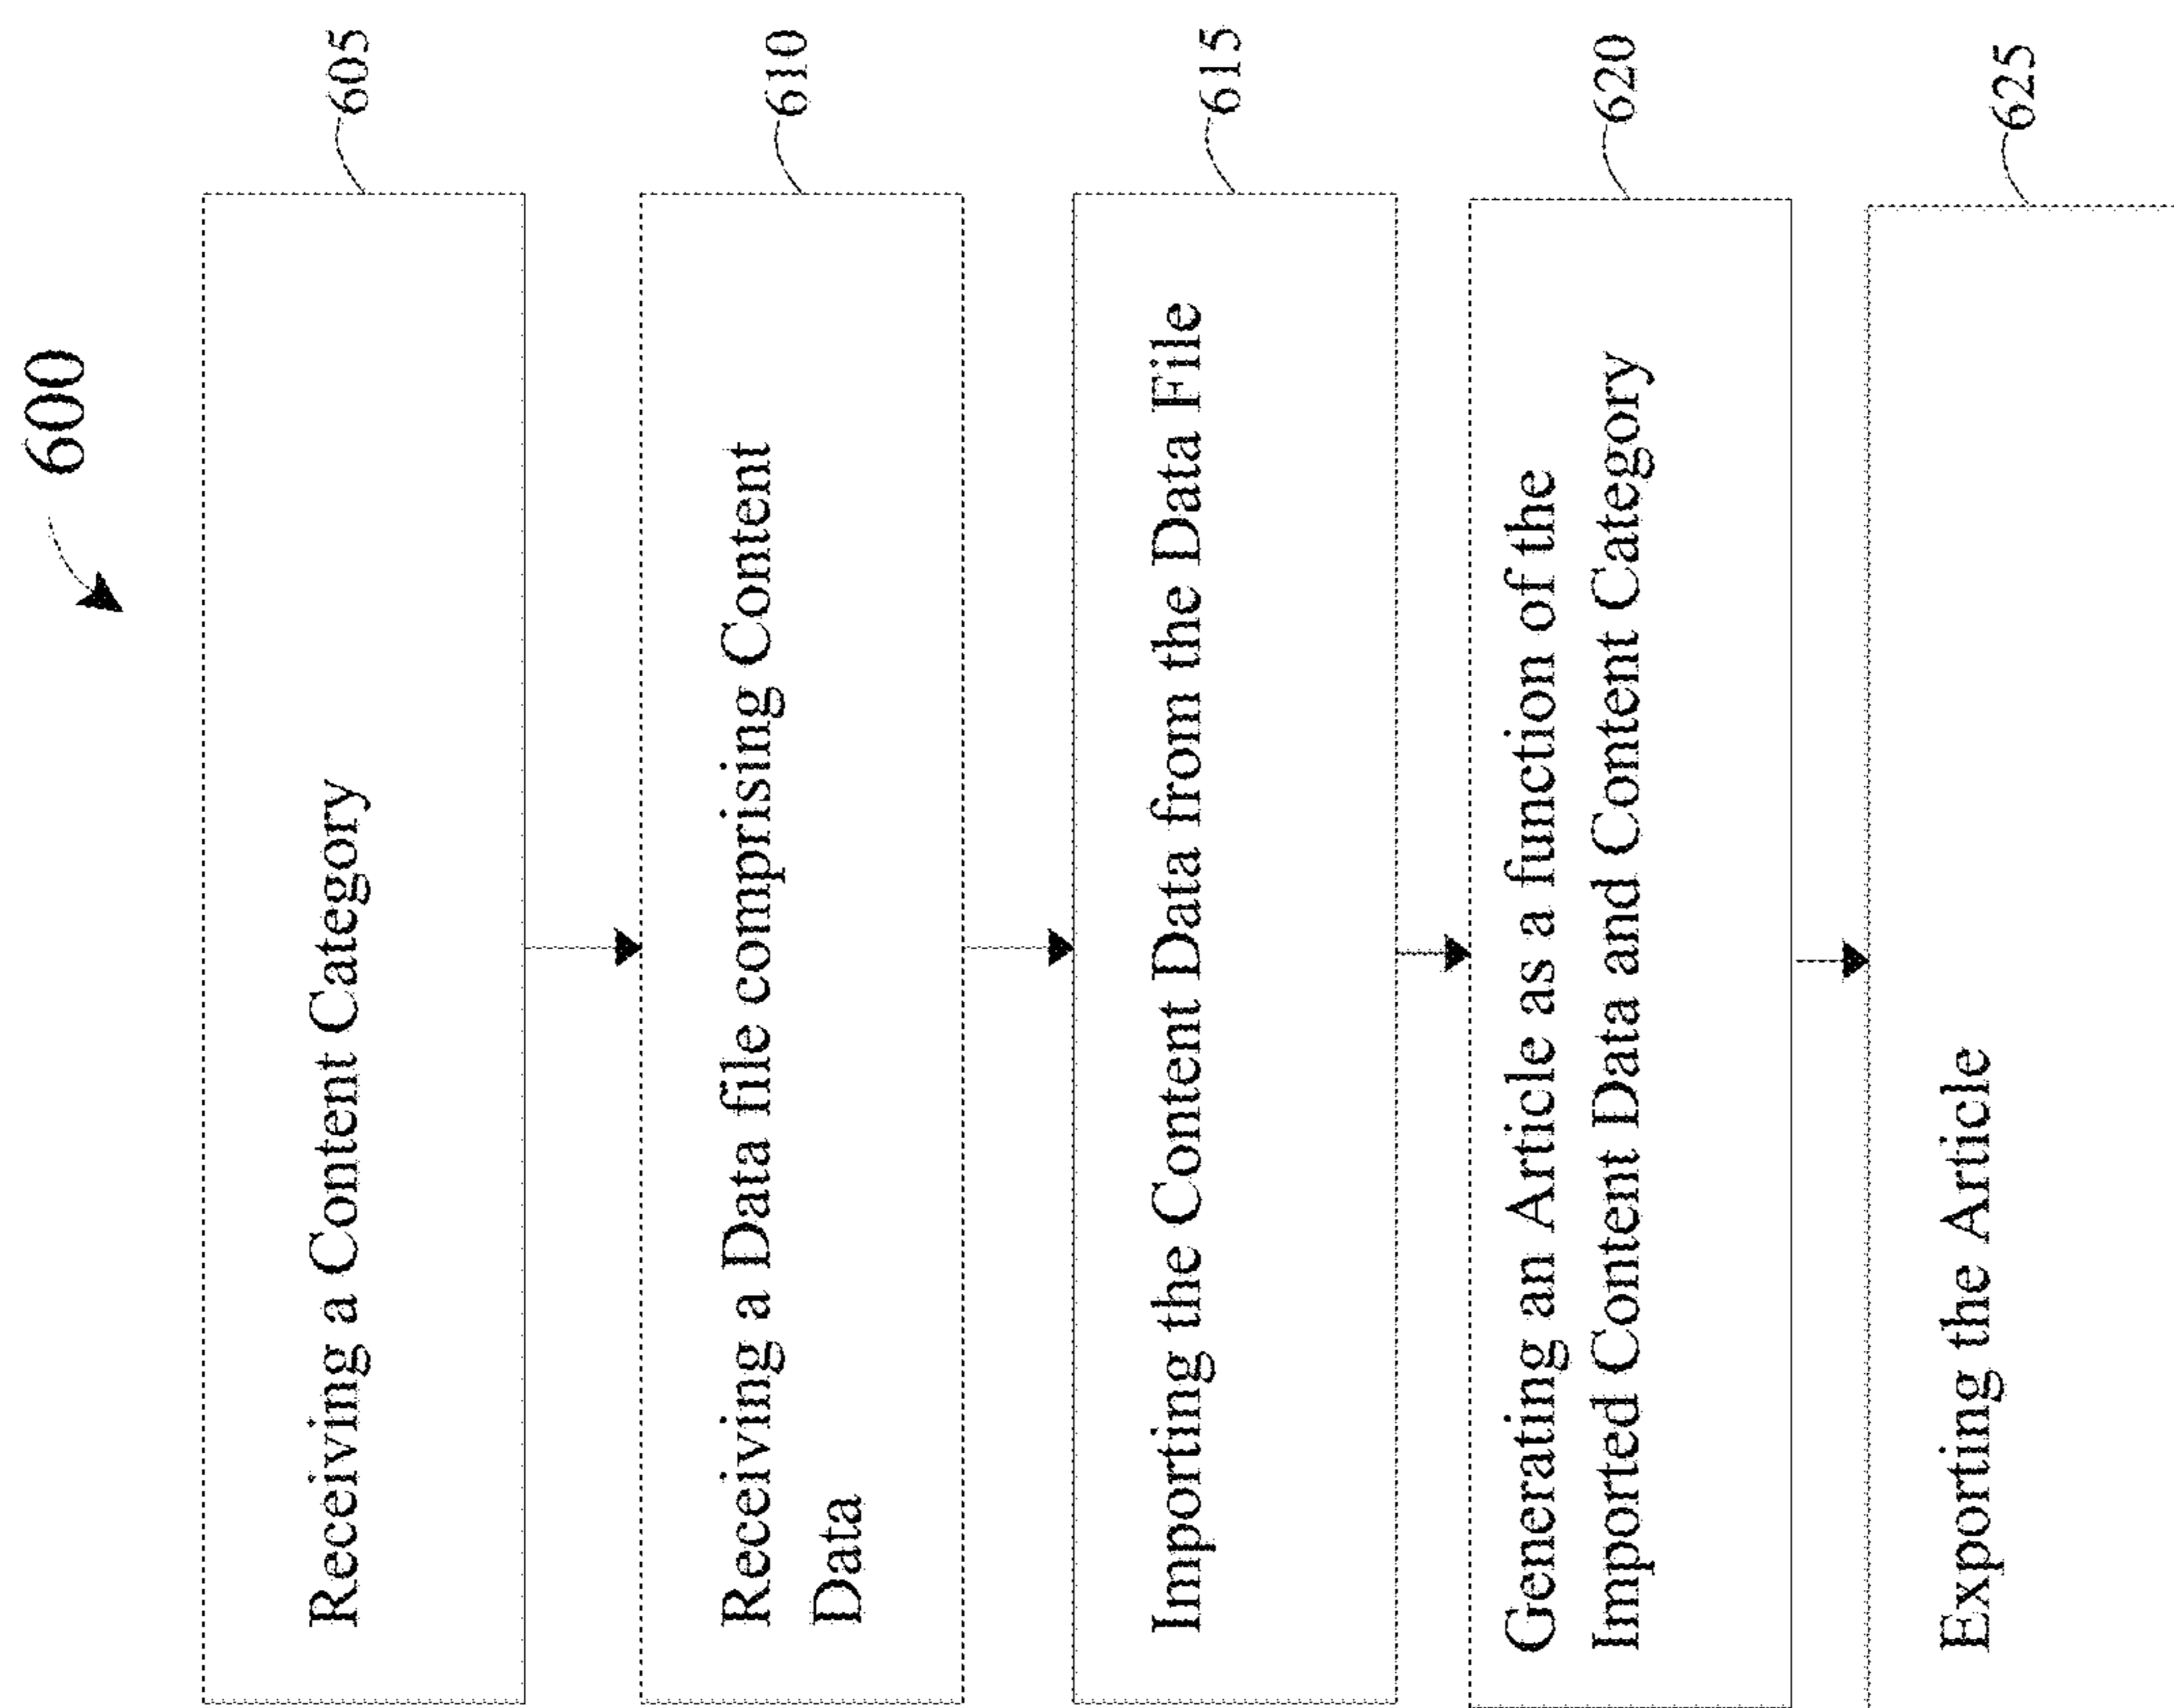 600
Receiving a Content Category
605
Receiving a Data file comprising Content
Data
610
Importing the Content Data from the Data File
615
Generating an Article as a function of the
Imported Content Data and Content Category
620
Exporting the Article
625